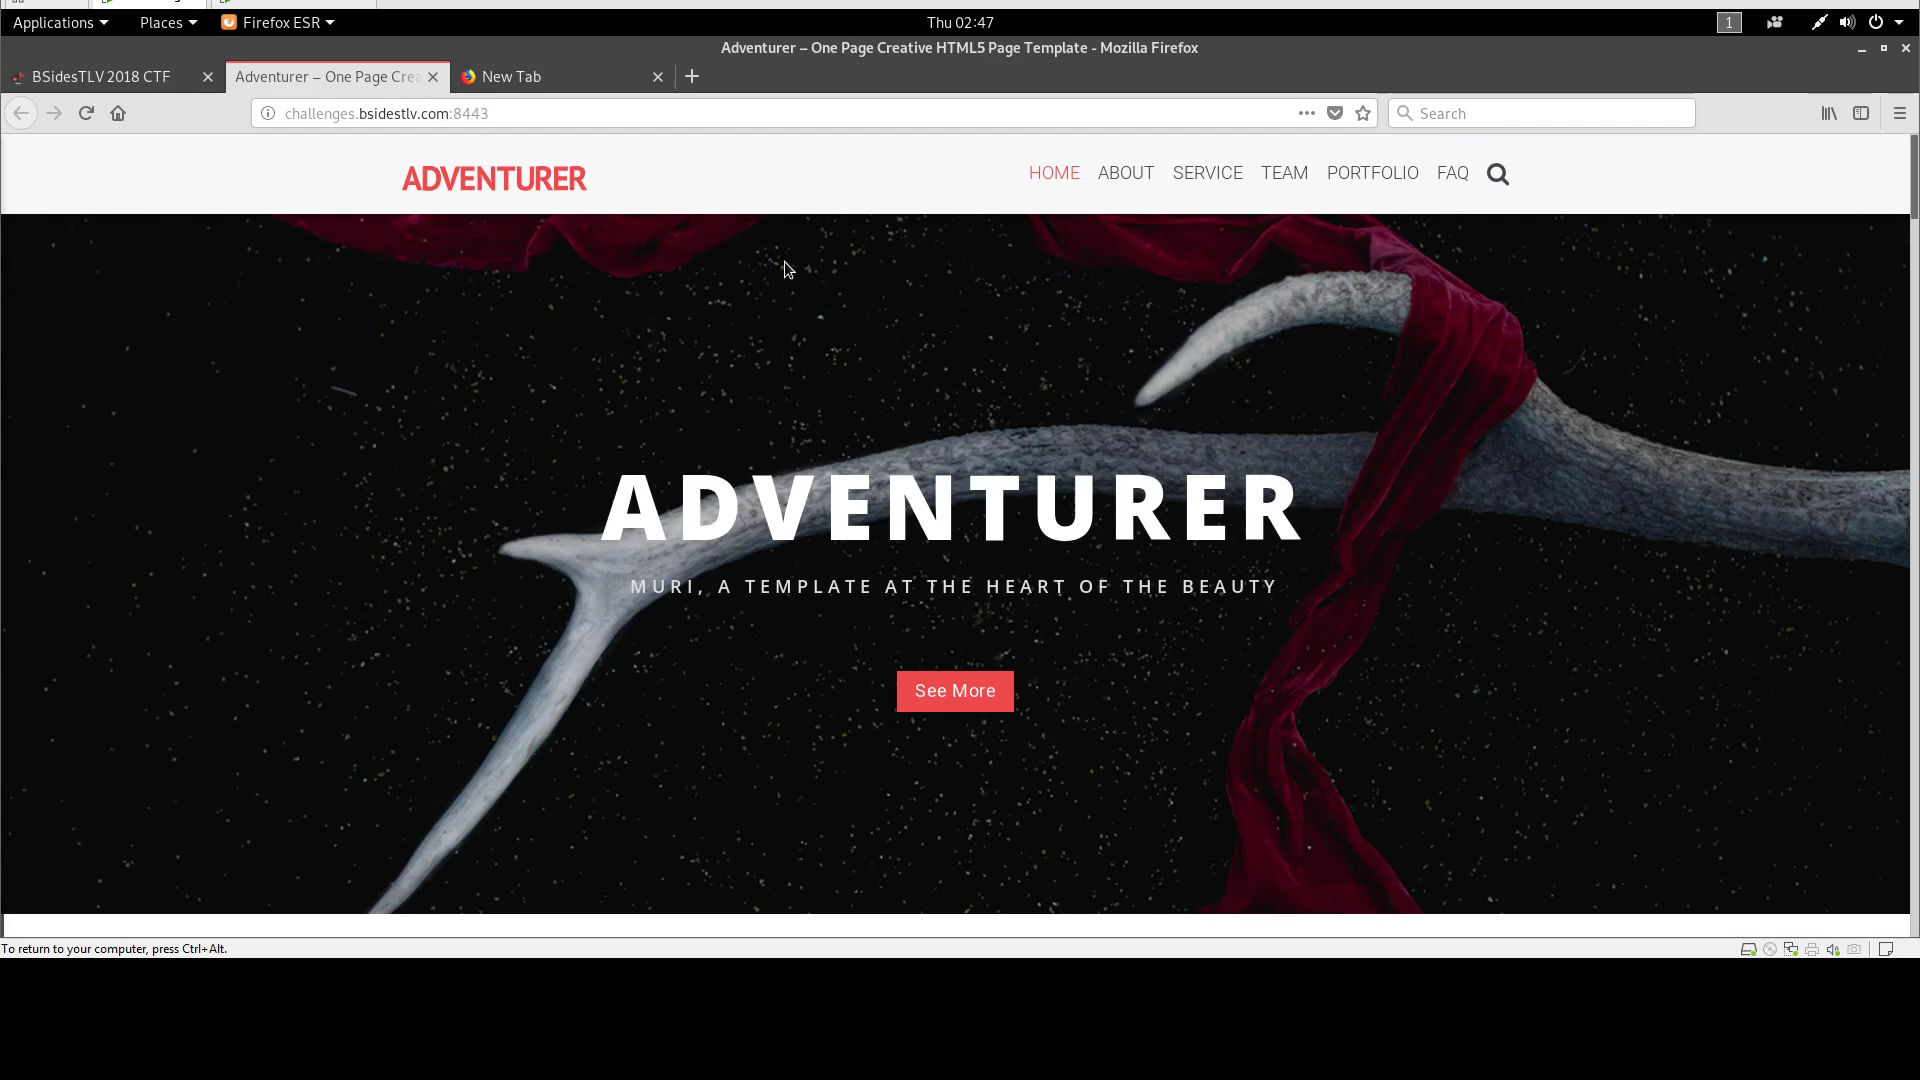 Applications Places Firefox ESR Thu 02:47 1
Adventurer – One Page Creative HTML5 Page Template - Mozilla Firefox
BSidesTLV 2018 CTF Adventurer – One Page Crea New Tab
challenges.bsidestlv.com:8443 Search
ADVENTURER HOME ABOUT SERVICE TEAM PORTFOLIO FAQ
ADVENTURER
MURI, A TEMPLATE AT THE HEART OF THE BEAUTY
See More
To return to your computer, press Ctrl+Alt.